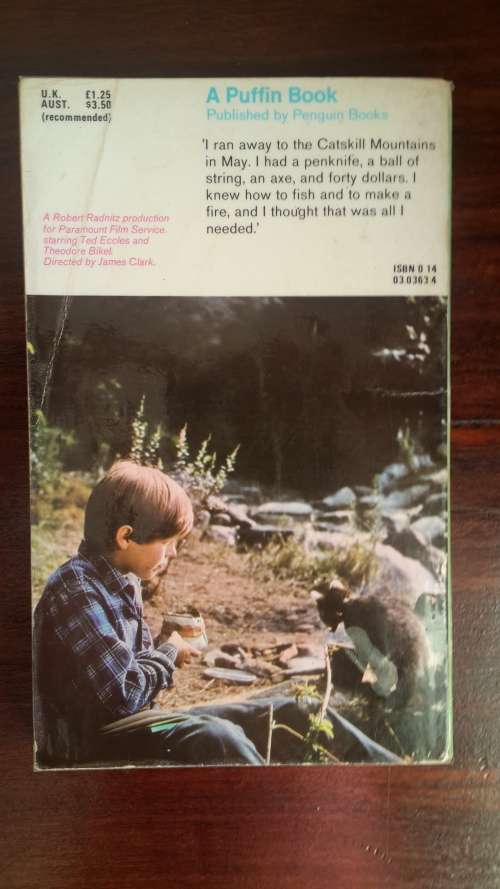 U.K. £1.25
AUST. $3.50
(recommended)
A Puffin Book
Published by Penguin Books
'I ran away to the Catskill Mountains
in May. I had a penknife, a ball of
string, an axe, and forty dollars. I
knew how to fish and to make a
fire, and I thought that was all I
needed.'
A Robert Radnitz production
for Paramount Film Service.
starring Ted Eccles and
Theodore Bikel.
Directed by James Clark.
ISBN 0 14
03.0363 4